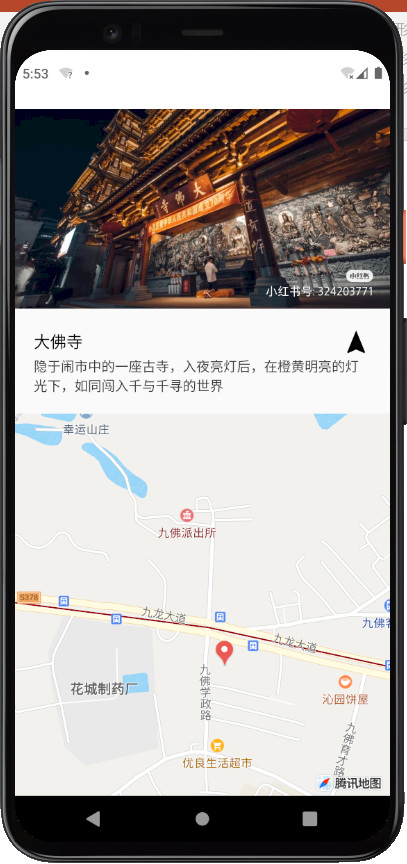 5:53
大佛寺
小红书
小红书号: 324203771
大佛寺
隐于闹市中的一座古寺，入夜亮灯后，在橙黄明亮的灯
光下，如同闯入千与千寻的世界
幸运山庄
九佛派出所
S378
九龙大道
九佛客
九龙大道
九佛学政路
花城制药厂
沁园饼屋
九佛育才路
优良生活超市
腾讯地图